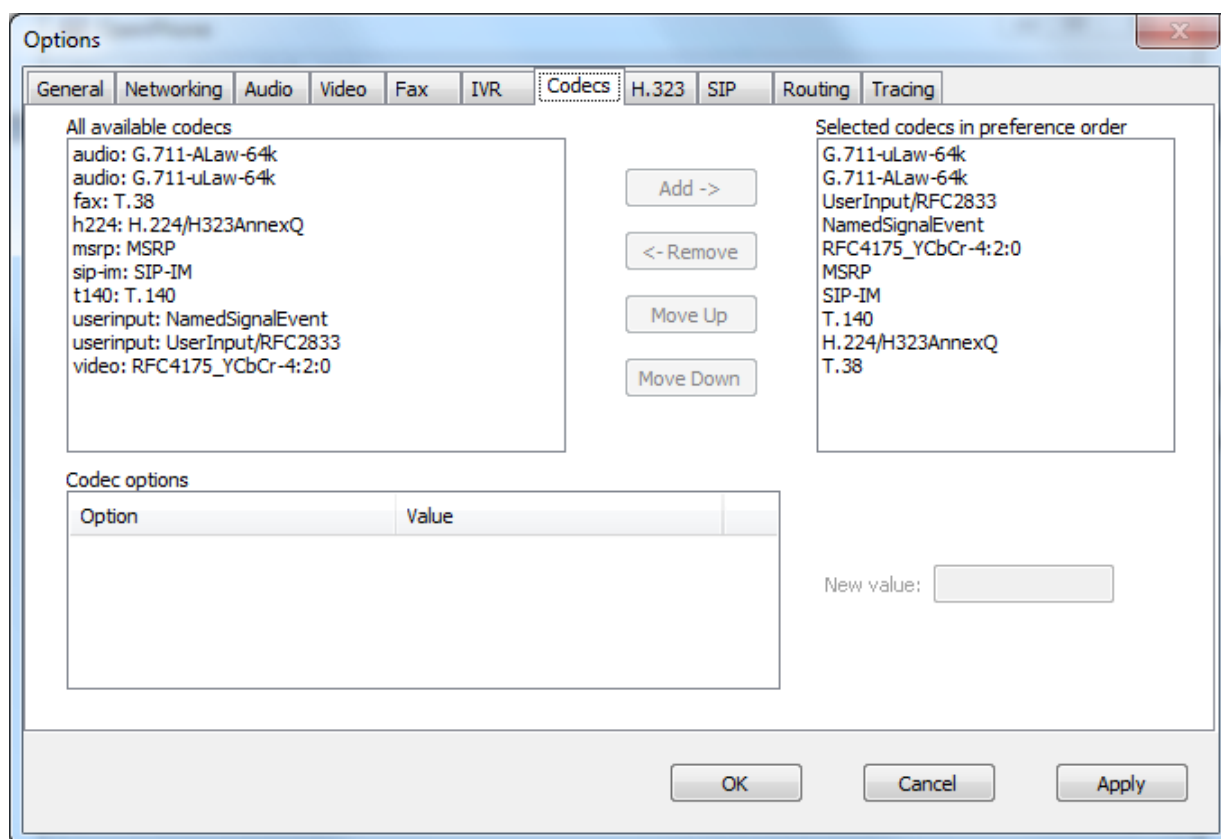 Options
General Networking Audio Video Fax IVR Codecs H.323 SIP Routing Tracing
All available codecs
audio: G.711-ALaw-64k
audio: G.711-uLaw-64k
fax: T.38
h224: H.224/H323AnnexQ
msrp: MSRP
sip-im: SIP-IM
t140: T.140
userinput: NamedSignalEvent
userinput: UserInput/RFC2833
video: RFC4175_YCbCr-4:2:0
Add ->
<- Remove
Move Up
Move Down
Selected codecs in preference order
G.711-uLaw-64k
G.711-ALaw-64k
UserInput/RFC2833
NamedSignalEvent
RFC4175_YCbCr-4:2:0
MSRP
SIP-IM
T.140
H.224/H323AnnexQ
T.38
Codec options
Option Value
New value:
OK Cancel Apply